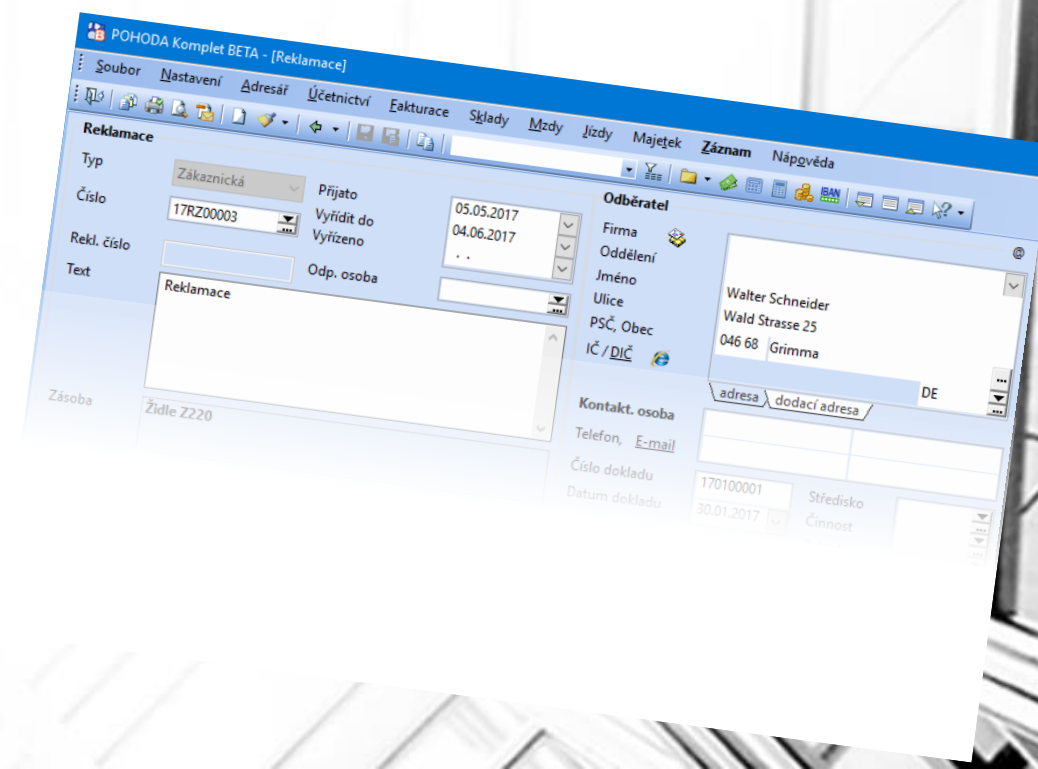 POHODA Komplet BETA - [Reklamace]
Soubor Nastavení Adresář Účetnictví Fakturace Sklady Mzdy Jízdy Majetek Záznam Nápověda
IBAN
Reklamace
Typ Zákaznická
Číslo 17RZ00003
Rekl. číslo
Text Reklamace
Zásoba Židle Z220
Přijato 05.05.2017
Vyřídit do 04.06.2017
Vyřízeno . .
Odp. osoba
Odběratel
@
Firma
Oddělení
Jméno Walter Schneider
Ulice Wald Strasse 25
PSČ, Obec 046 68 Grimma
IČ / DIČ DE
adresa dodací adresa
Kontakt. osoba
Telefon, E-mail
Číslo dokladu 170100001 Středisko
Datum dokladu 30.01.2017 Činnost